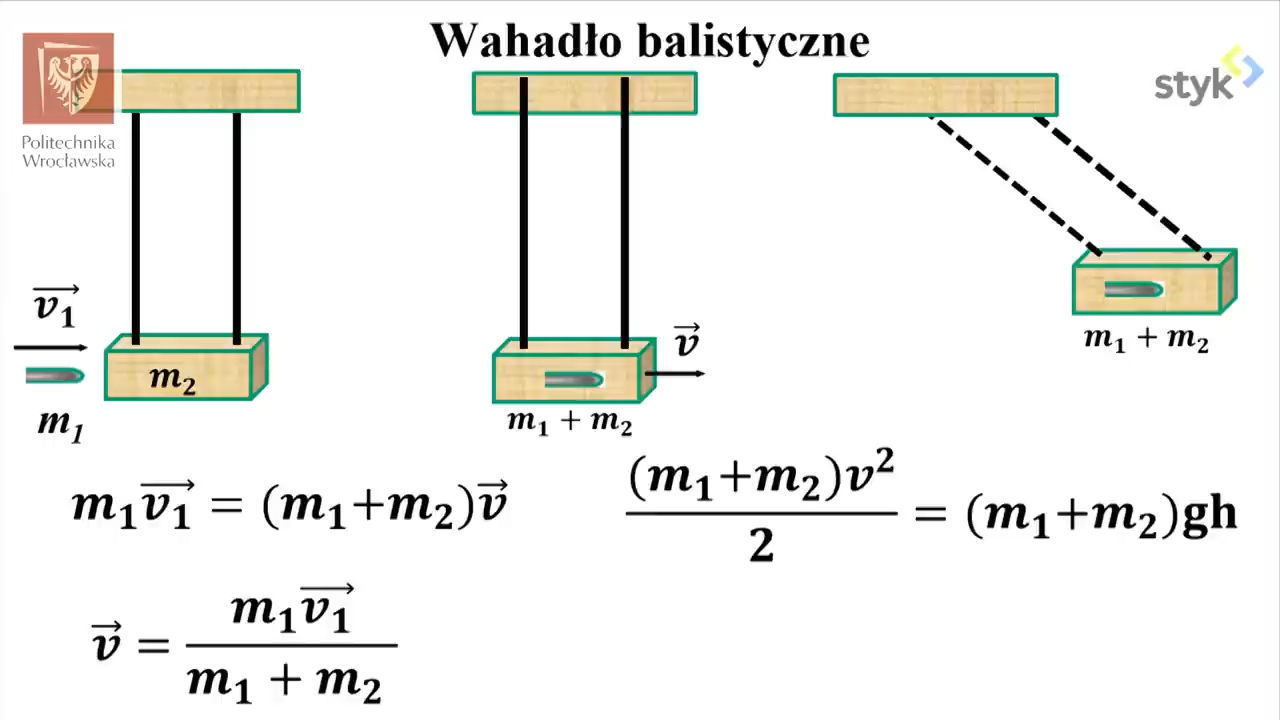 Wahadło balistyczne
Politechnika
Wrocławska
styk
v₁⃗
m₂
m₁
v⃗
m₁ + m₂
m₁ + m₂
m₁v₁⃗ = (m₁+m₂)v⃗
(m₁+m₂)v²/2 = (m₁+m₂)gh
v⃗ = m₁v₁⃗/(m₁ + m₂)